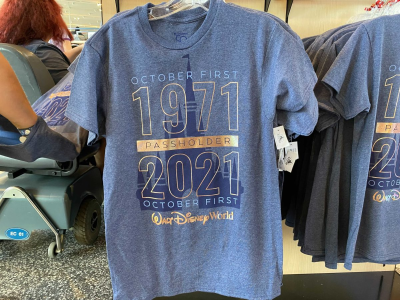 OCTOBER FIRST
1971
PASSHOLDER
2021
OCTOBER FIRST
Walt Disney World